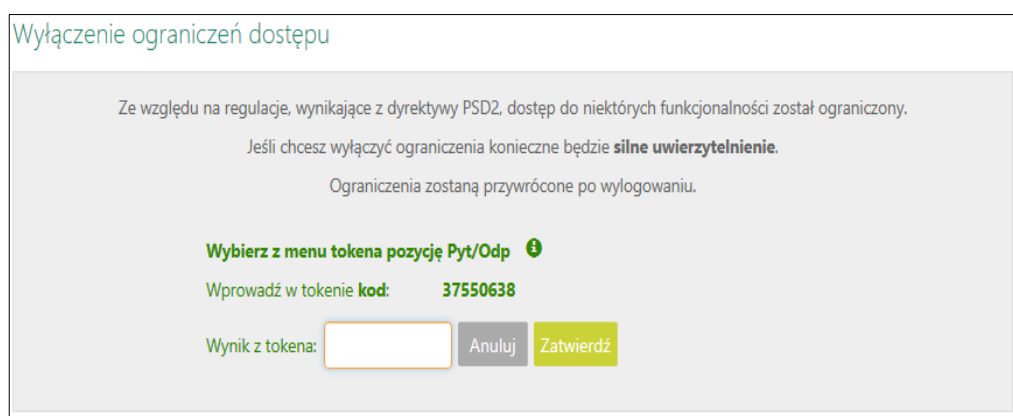 Wyłączenie ograniczeń dostępu
Ze względu na regulacje, wynikające z dyrektywy PSD2, dostęp do niektórych funkcjonalności został ograniczony.
Jeśli chcesz wyłączyć ograniczenia konieczne będzie silne uwierzytelnienie.
Ograniczenia zostaną przywrócone po wylogowaniu.
Wybierz z menu tokena pozycję Pyt/Odp
Wprowadź w tokenie kod: 37550638
Wynik z tokena: Anuluj Zatwierdź